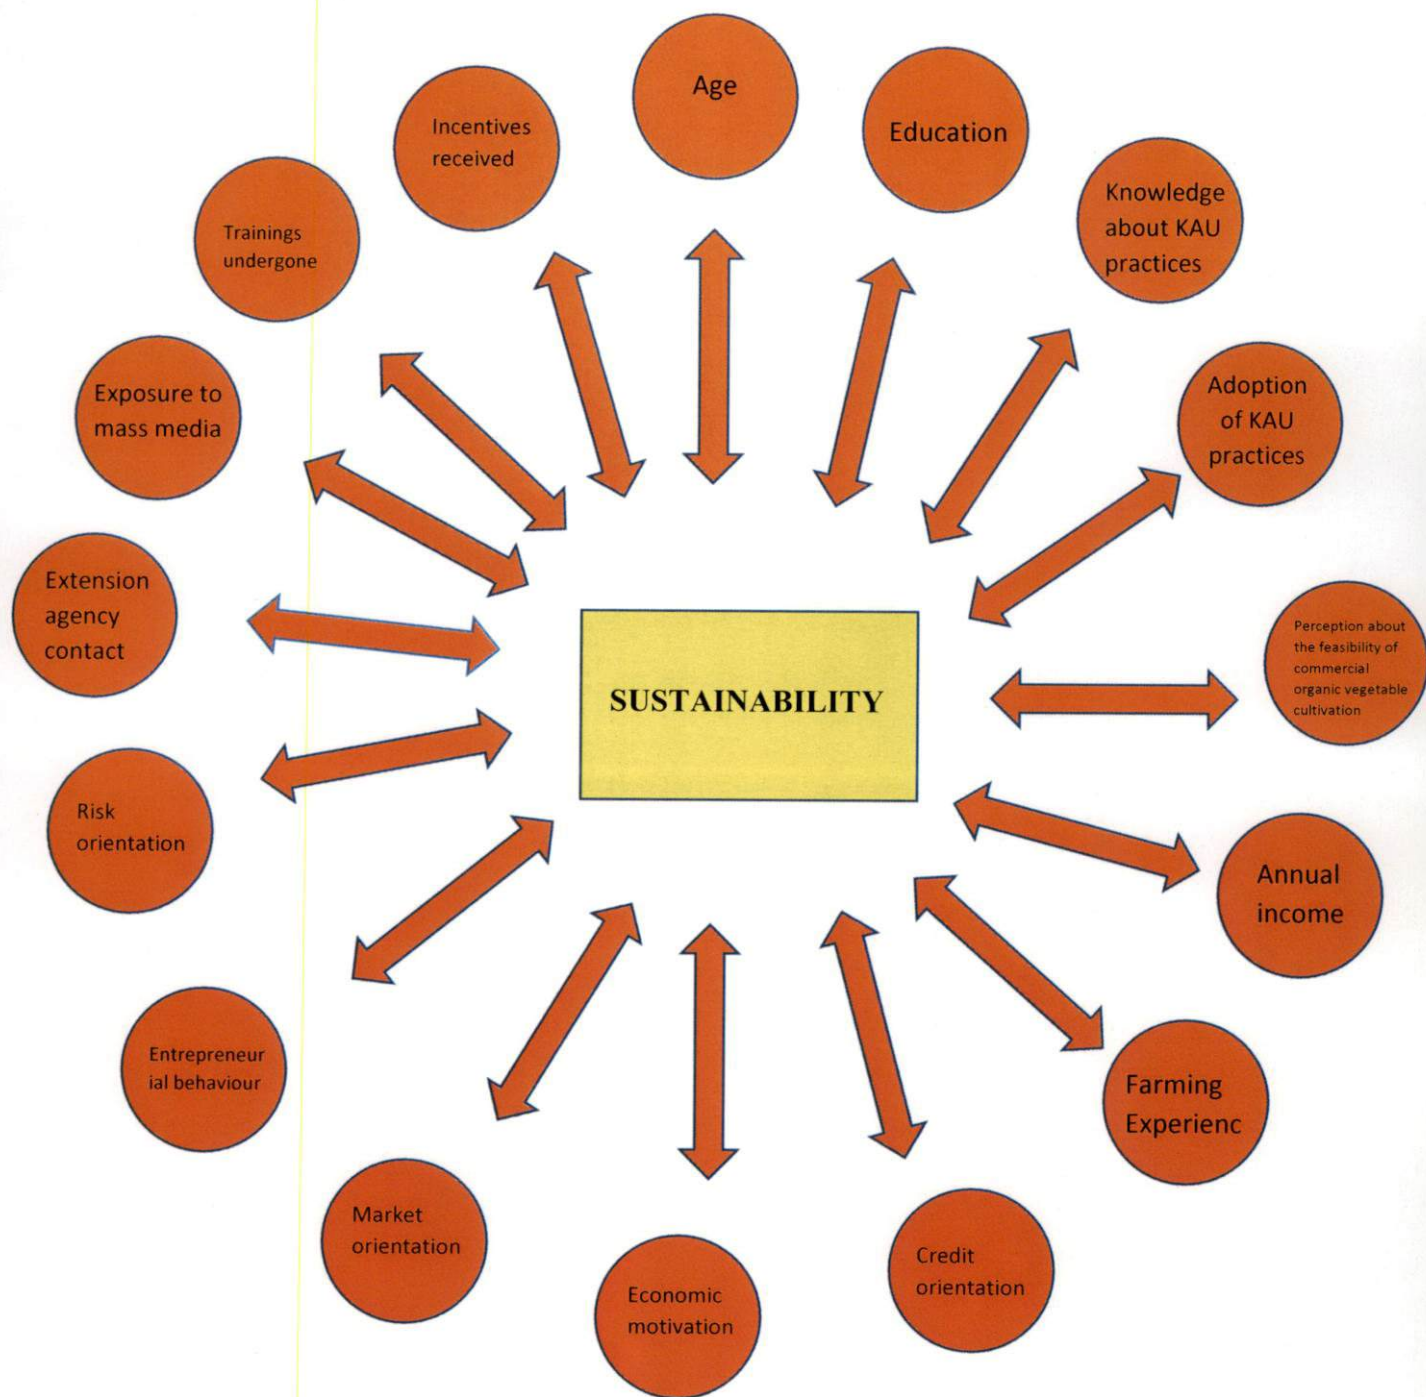 Age
Education
Knowledge
about KAU
practices
Adoption
of KAU
practices
Perception about
the feasibility of
commercial
organic vegetable
cultivation
Annual
income
Farming
Experienc
Credit
orientation
Economic
motivation
Market
orientation
Entrepreneur
ial behaviour
Risk
orientation
Extension
agency
contact
Exposure to
mass media
Trainings
undergone
Incentives
received
SUSTAINABILITY